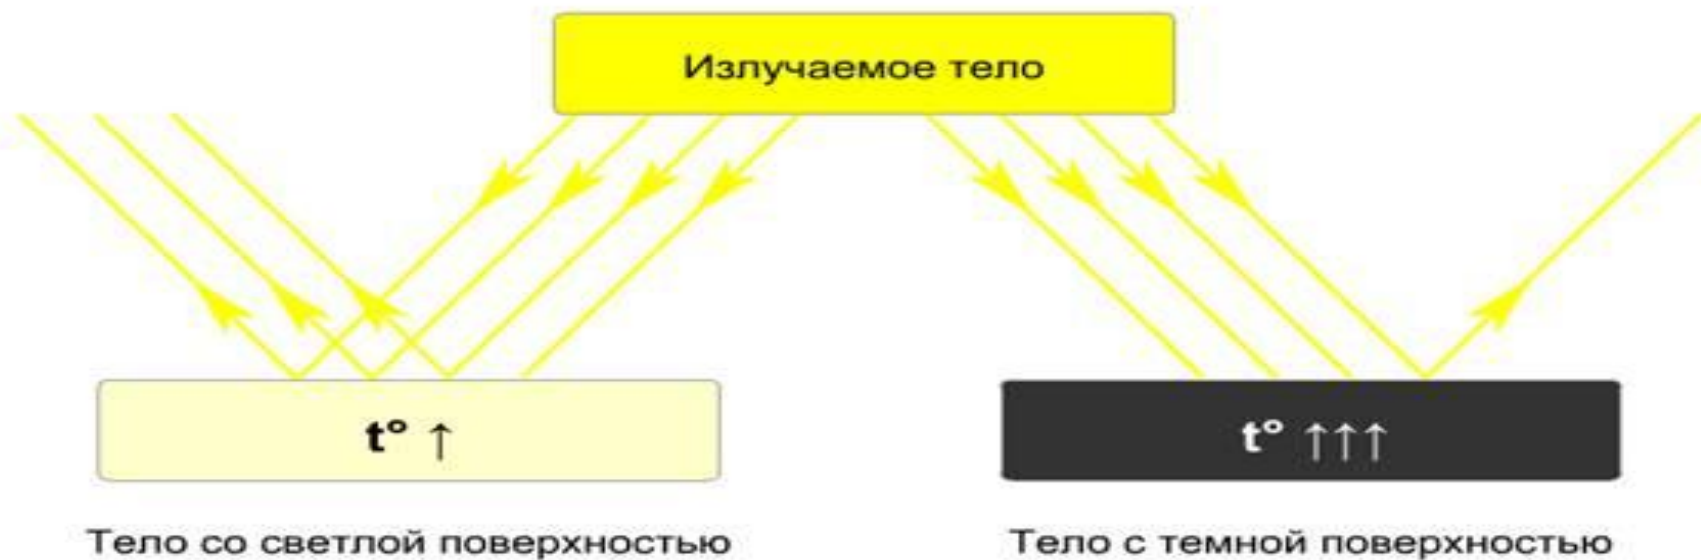 Излучаемое тело
t° ↑
t° ↑↑↑
Тело со светлой поверхностью
Тело с темной поверхностью